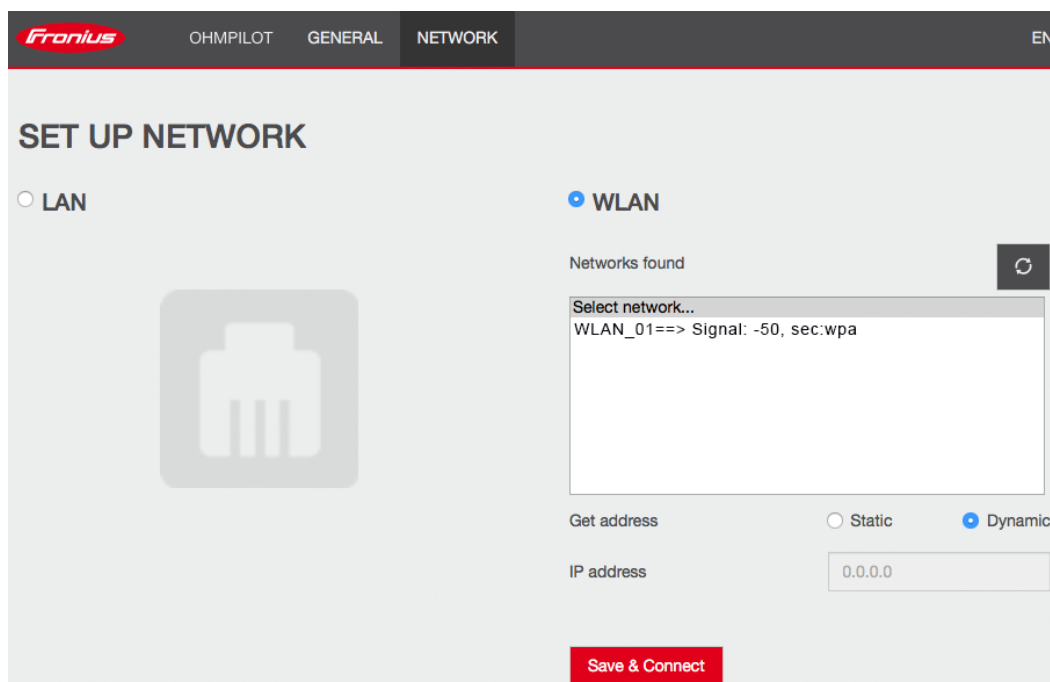 Fronius OHMPILOT GENERAL NETWORK EN
SET UP NETWORK
LAN
WLAN
Networks found
Select network...
WLAN_01==> Signal: -50, sec:wpa
Get address Static Dynamic
IP address 0.0.0.0
Save & Connect